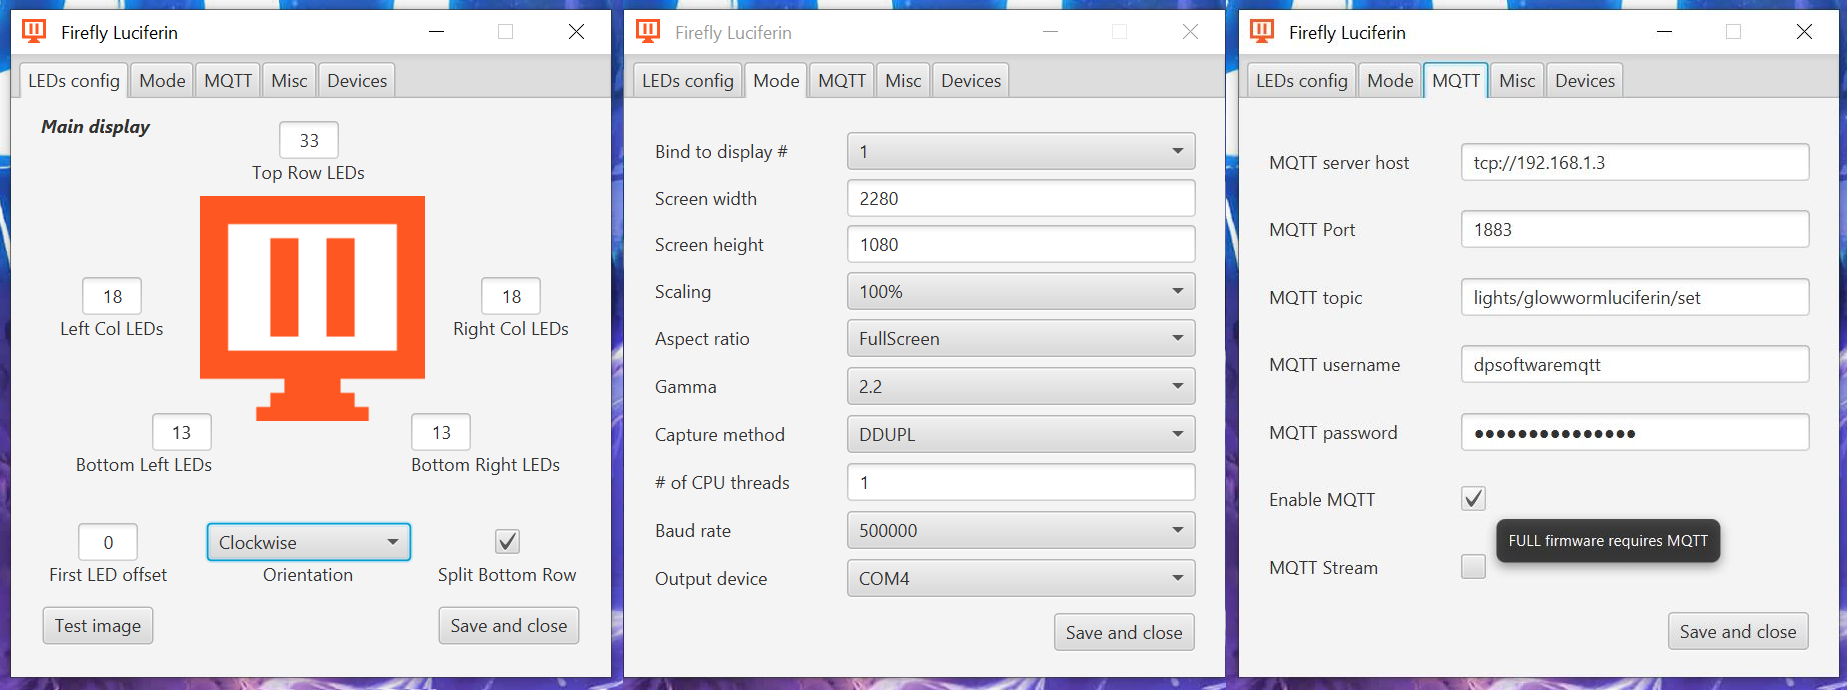 Firefly Luciferin
LEDs config Mode MQTT Misc Devices
Main display
33
Top Row LEDs
18
Left Col LEDs
18
Right Col LEDs
13
Bottom Left LEDs
13
Bottom Right LEDs
0
First LED offset
Clockwise
Orientation
Split Bottom Row
Test image
Save and close
Firefly Luciferin
LEDs config Mode MQTT Misc Devices
Bind to display # 1
Screen width 2280
Screen height 1080
Scaling 100%
Aspect ratio FullScreen
Gamma 2.2
Capture method DDUPL
# of CPU threads 1
Baud rate 500000
Output device COM4
Save and close
Firefly Luciferin
LEDs config Mode MQTT Misc Devices
MQTT server host tcp://192.168.1.3
MQTT Port 1883
MQTT topic lights/glowwormluciferin/set
MQTT username dpsoftwaremqtt
MQTT password ●●●●●●●●●●●●●●●
Enable MQTT
FULL firmware requires MQTT
MQTT Stream
Save and close